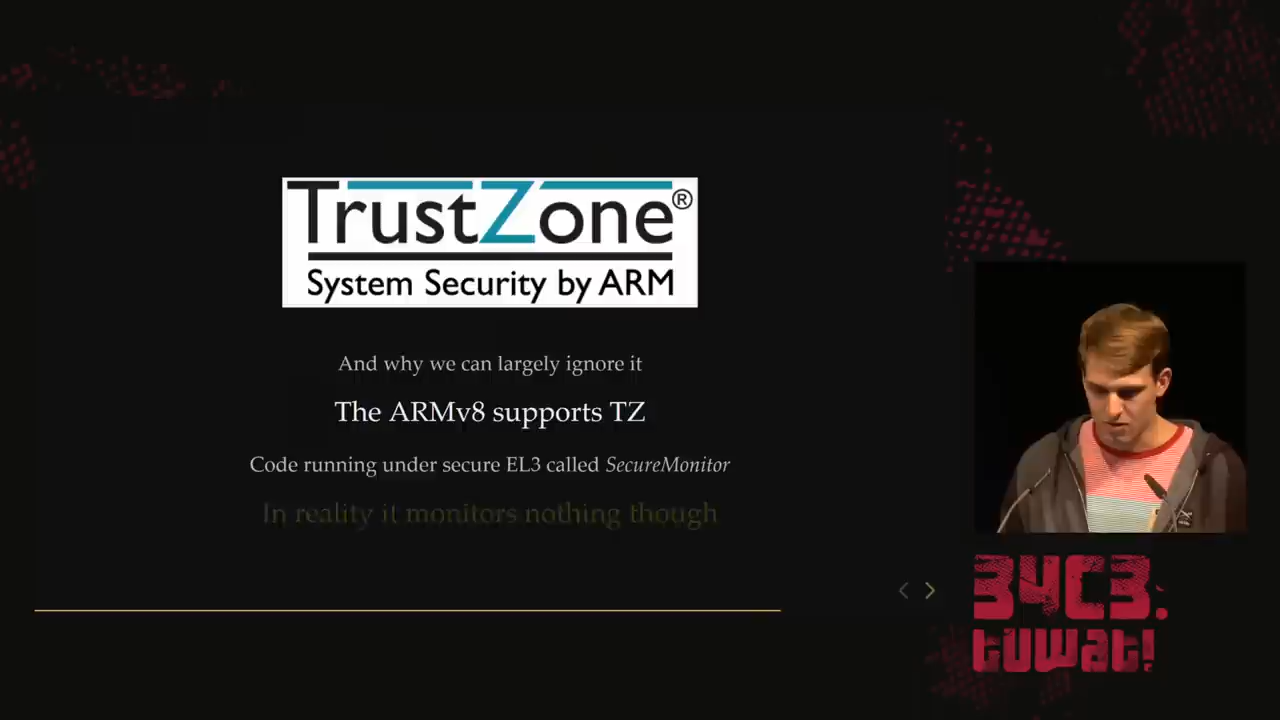 TrustZone®
System Security by ARM
And why we can largely ignore it
The ARMv8 supports TZ
Code running under secure EL3 called SecureMonitor
In reality it monitors nothing though
34C3.
tuwat!